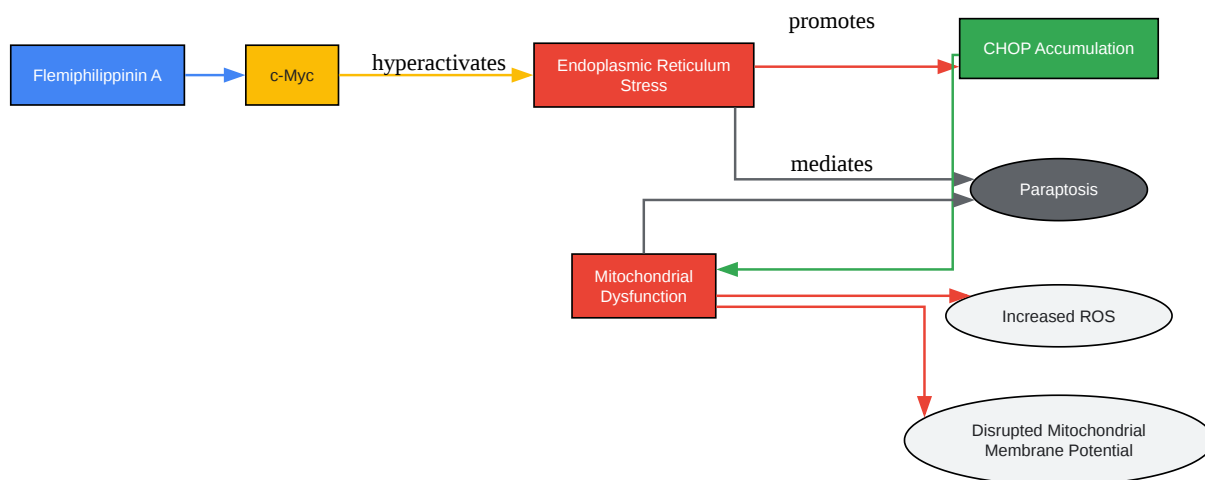 promotes
Flemiphilippinin A
c-Myc
hyperactivates
Endoplasmic Reticulum
Stress
CHOP Accumulation
mediates
Paraptosis
Mitochondrial
Dysfunction
Increased ROS
Disrupted Mitochondrial
Membrane Potential